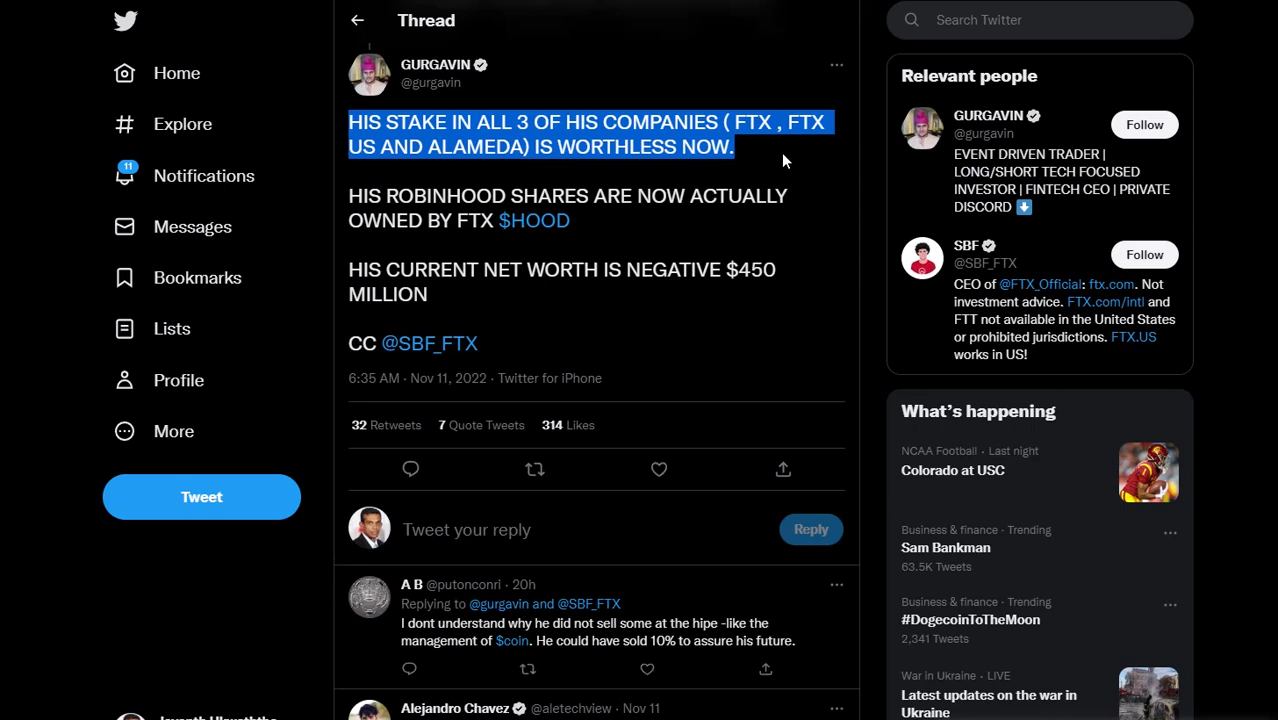 Thread
Search Twitter
Home
Explore
11
Notifications
Messages
Bookmarks
Lists
Profile
More
Tweet
GURGAVIN
@gurgavin
HIS STAKE IN ALL 3 OF HIS COMPANIES ( FTX , FTX
US AND ALAMEDA) IS WORTHLESS NOW.
HIS ROBINHOOD SHARES ARE NOW ACTUALLY
OWNED BY FTX $HOOD
HIS CURRENT NET WORTH IS NEGATIVE $450
MILLION
CC @SBF_FTX
6:35 AM · Nov 11, 2022 · Twitter for iPhone
32 Retweets 7 Quote Tweets 314 Likes
Tweet your reply
Reply
A B @putonconri · 20h
Replying to @gurgavin and @SBF_FTX
I dont understand why he did not sell some at the hipe -like the
management of $coin. He could have sold 10% to assure his future.
Alejandro Chavez @aletechview · Nov 11
Relevant people
GURGAVIN
@gurgavin
Follow
EVENT DRIVEN TRADER |
LONG/SHORT TECH FOCUSED
INVESTOR | FINTECH CEO | PRIVATE
DISCORD
SBF
@SBF_FTX
Follow
CEO of @FTX_Official: ftx.com. Not
investment advice. FTX.com/intl and
FTT not available in the United States
or prohibited jurisdictions. FTX.US
works in US!
What's happening
NCAA Football · Last night
Colorado at USC
Business & finance · Trending
Sam Bankman
63.5K Tweets
Business & finance · Trending
#DogecoinToTheMoon
2,341 Tweets
War in Ukraine · LIVE
Latest updates on the war in
Ukraine